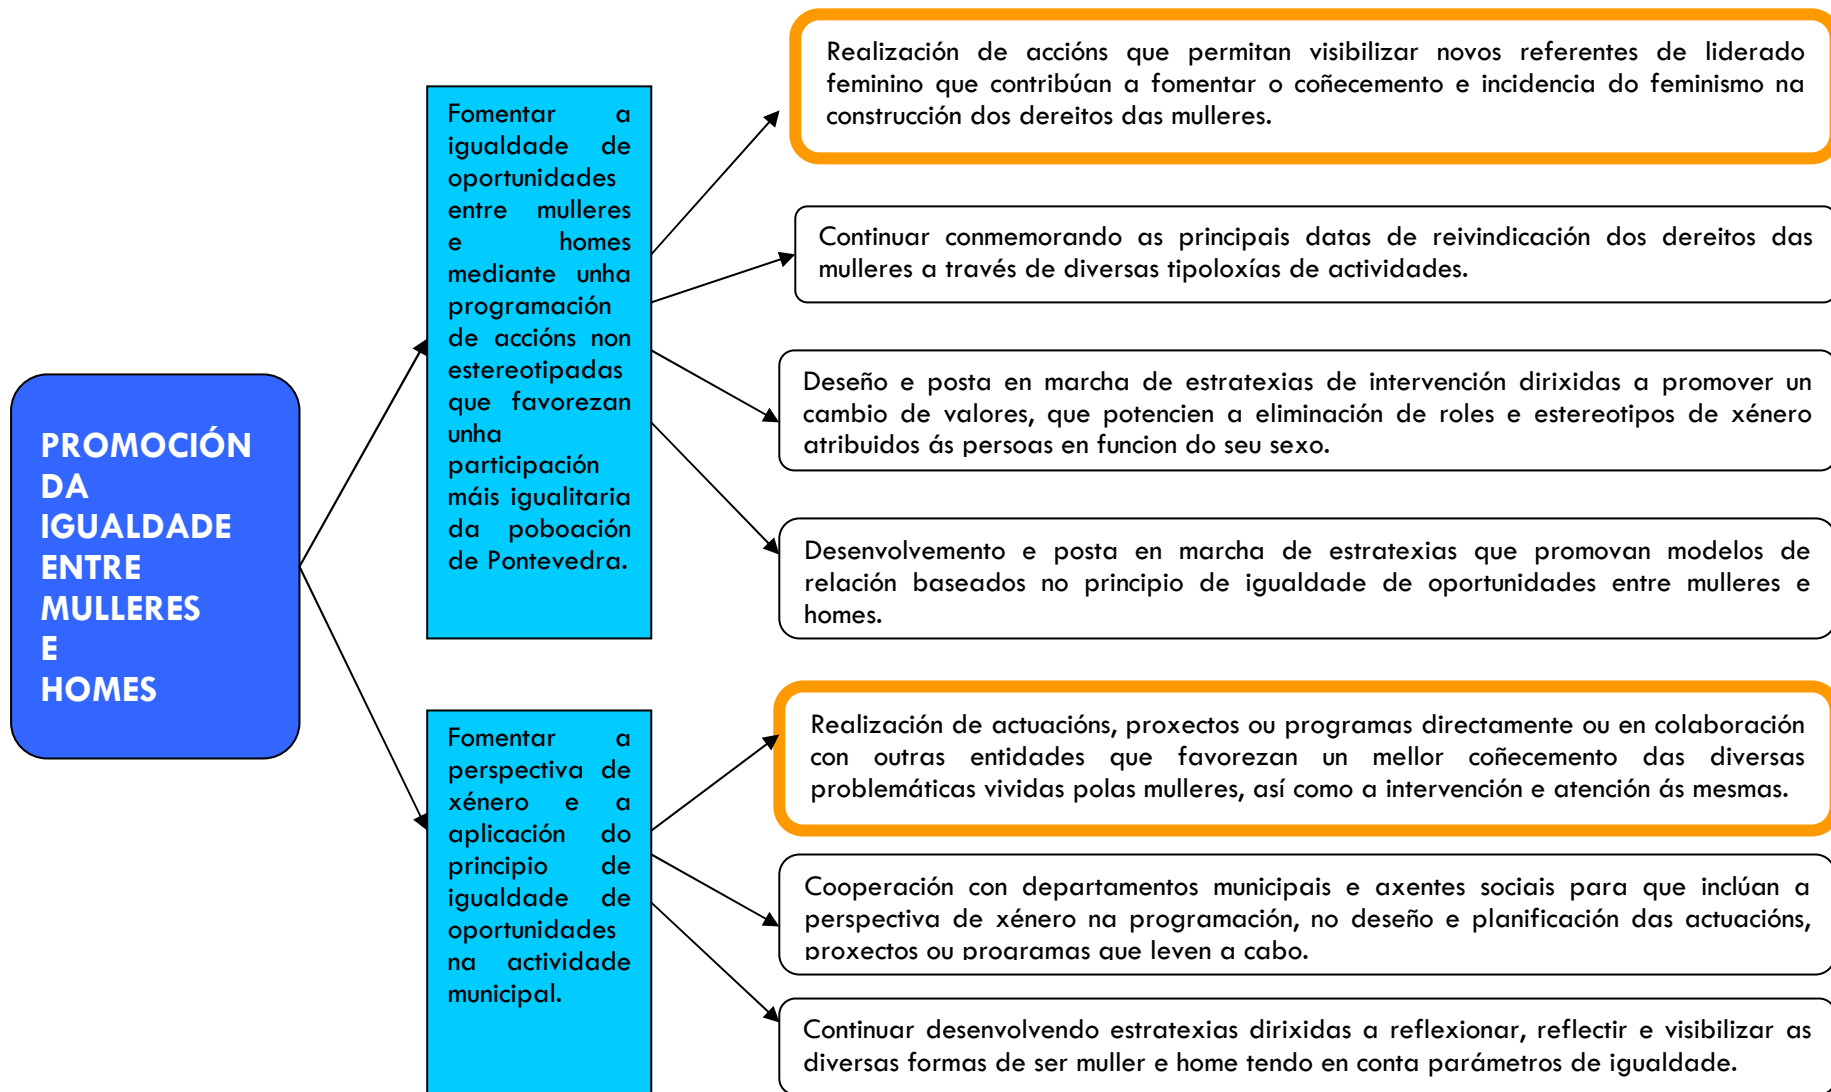 PROMOCIÓN
DA
IGUALDADE
ENTRE
MULLERES
E
HOMES
Fomentar a
igualdade de
oportunidades
entre mulleres
e homes
mediante unha
programación
de accións non
estereotipadas
que favorezan
unha
participación
máis igualitaria
da poboación
de Pontevedra.
Realización de accións que permitan visibilizar novos referentes de liderado
feminino que contribúan a fomentar o coñecemento e incidencia do feminismo na
construcción dos dereitos das mulleres.
Continuar conmemorando as principais datas de reivindicación dos dereitos das
mulleres a través de diversas tipoloxías de actividades.
Deseño e posta en marcha de estratexias de intervención dirixidas a promover un
cambio de valores, que potencien a eliminación de roles e estereotipos de xénero
atribuidos ás persoas en funcion do seu sexo.
Desenvolvemento e posta en marcha de estratexias que promovan modelos de
relación baseados no principio de igualdade de oportunidades entre mulleres e
homes.
Fomentar a
perspectiva de
xénero e a
aplicación do
principio de
igualdade de
oportunidades
na actividade
municipal.
Realización de actuacións, proxectos ou programas directamente ou en colaboración
con outras entidades que favorezan un mellor coñecemento das diversas
problemáticas vividas polas mulleres, así como a intervención e atención ás mesmas.
Cooperación con departamentos municipais e axentes sociais para que inclúan a
perspectiva de xénero na programación, no deseño e planificación das actuacións,
proxectos ou programas que leven a cabo.
Continuar desenvolvendo estratexias dirixidas a reflexionar, reflectir e visibilizar as
diversas formas de ser muller e home tendo en conta parámetros de igualdade.